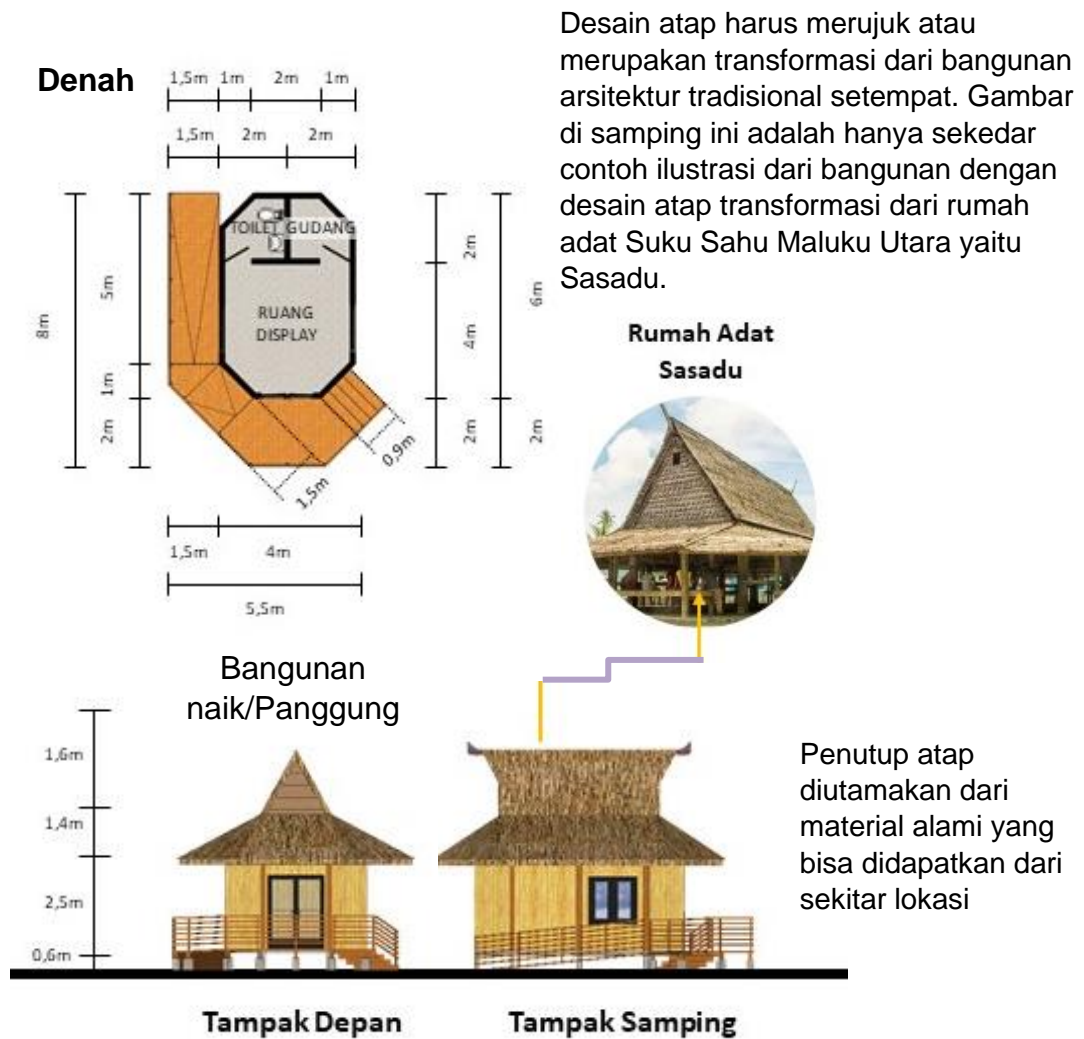 Denah
Desain atap harus merujuk atau
merupakan transformasi dari bangunan
arsitektur tradisional setempat. Gambar
di samping ini adalah hanya sekedar
contoh ilustrasi dari bangunan dengan
desain atap transformasi dari rumah
adat Suku Sahu Maluku Utara yaitu
Sasadu.
1,5m 1m 2m 1m
1,5m 2m 2m
TOILET GUDANG
RUANG
DISPLAY
8m
5m
1m
2m
2m
4m
2m
6m
2m
0,9m
1,5m
1,5m 4m
5,5m
Rumah Adat
Sasadu
Bangunan
naik/Panggung
1,6m
1,4m
2,5m
0,6m
Penutup atap
diutamakan dari
material alami yang
bisa didapatkan dari
sekitar lokasi
Tampak Depan
Tampak Samping